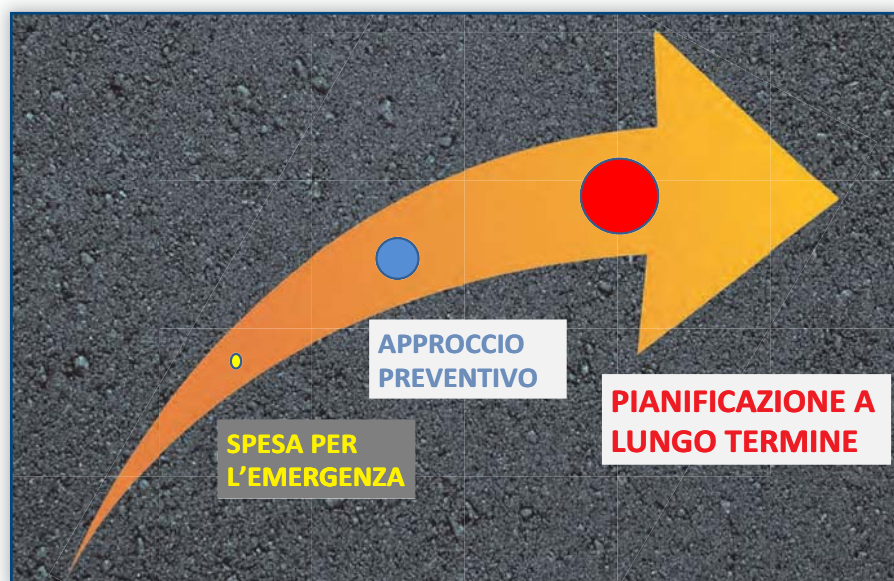 APPROCCIO
PREVENTIVO
PIANIFICAZIONE A
LUNGO TERMINE
SPESA PER
L’EMERGENZA